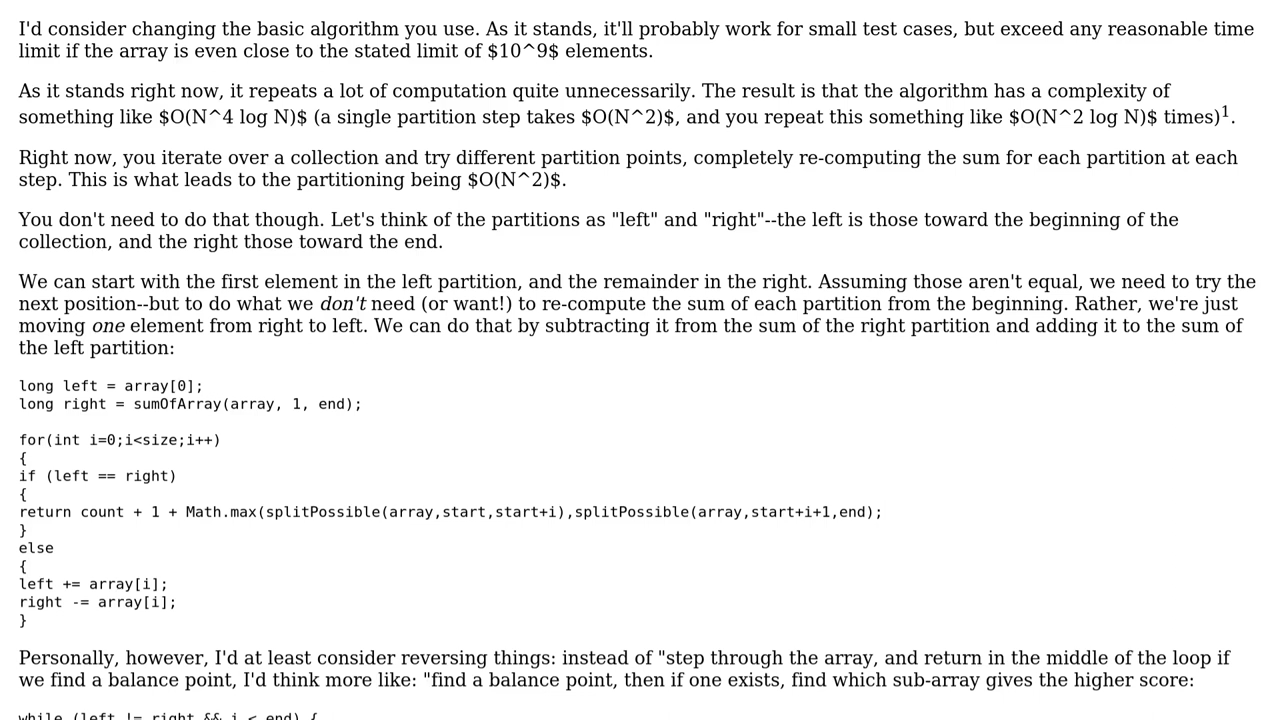 I'd consider changing the basic algorithm you use. As it stands, it'll probably work for small test cases, but exceed any reasonable time
limit if the array is even close to the stated limit of $10^9$ elements.
As it stands right now, it repeats a lot of computation quite unnecessarily. The result is that the algorithm has a complexity of
something like $O(N^4 log N)$ (a single partition step takes $O(N^2)$, and you repeat this something like $O(N^2 log N)$ times)1.
Right now, you iterate over a collection and try different partition points, completely re-computing the sum for each partition at each
step. This is what leads to the partitioning being $O(N^2)$.
You don't need to do that though. Let's think of the partitions as "left" and "right"--the left is those toward the beginning of the
collection, and the right those toward the end.
We can start with the first element in the left partition, and the remainder in the right. Assuming those aren't equal, we need to try the
next position--but to do what we don't need (or want!) to re-compute the sum of each partition from the beginning. Rather, we're just
moving one element from right to left. We can do that by subtracting it from the sum of the right partition and adding it to the sum of
the left partition:
long left = array[0];
long right = sumOfArray(array, 1, end);
for(int i=0;i<size;i++)
{
if (left == right)
{
return count + 1 + Math.max(splitPossible(array,start,start+i),splitPossible(array,start+i+1,end);
}
else
{
left += array[i];
right -= array[i];
}
Personally, however, I'd at least consider reversing things: instead of "step through the array, and return in the middle of the loop if
we find a balance point, I'd think more like: "find a balance point, then if one exists, find which sub-array gives the higher score:
while (left != right && i < end) {